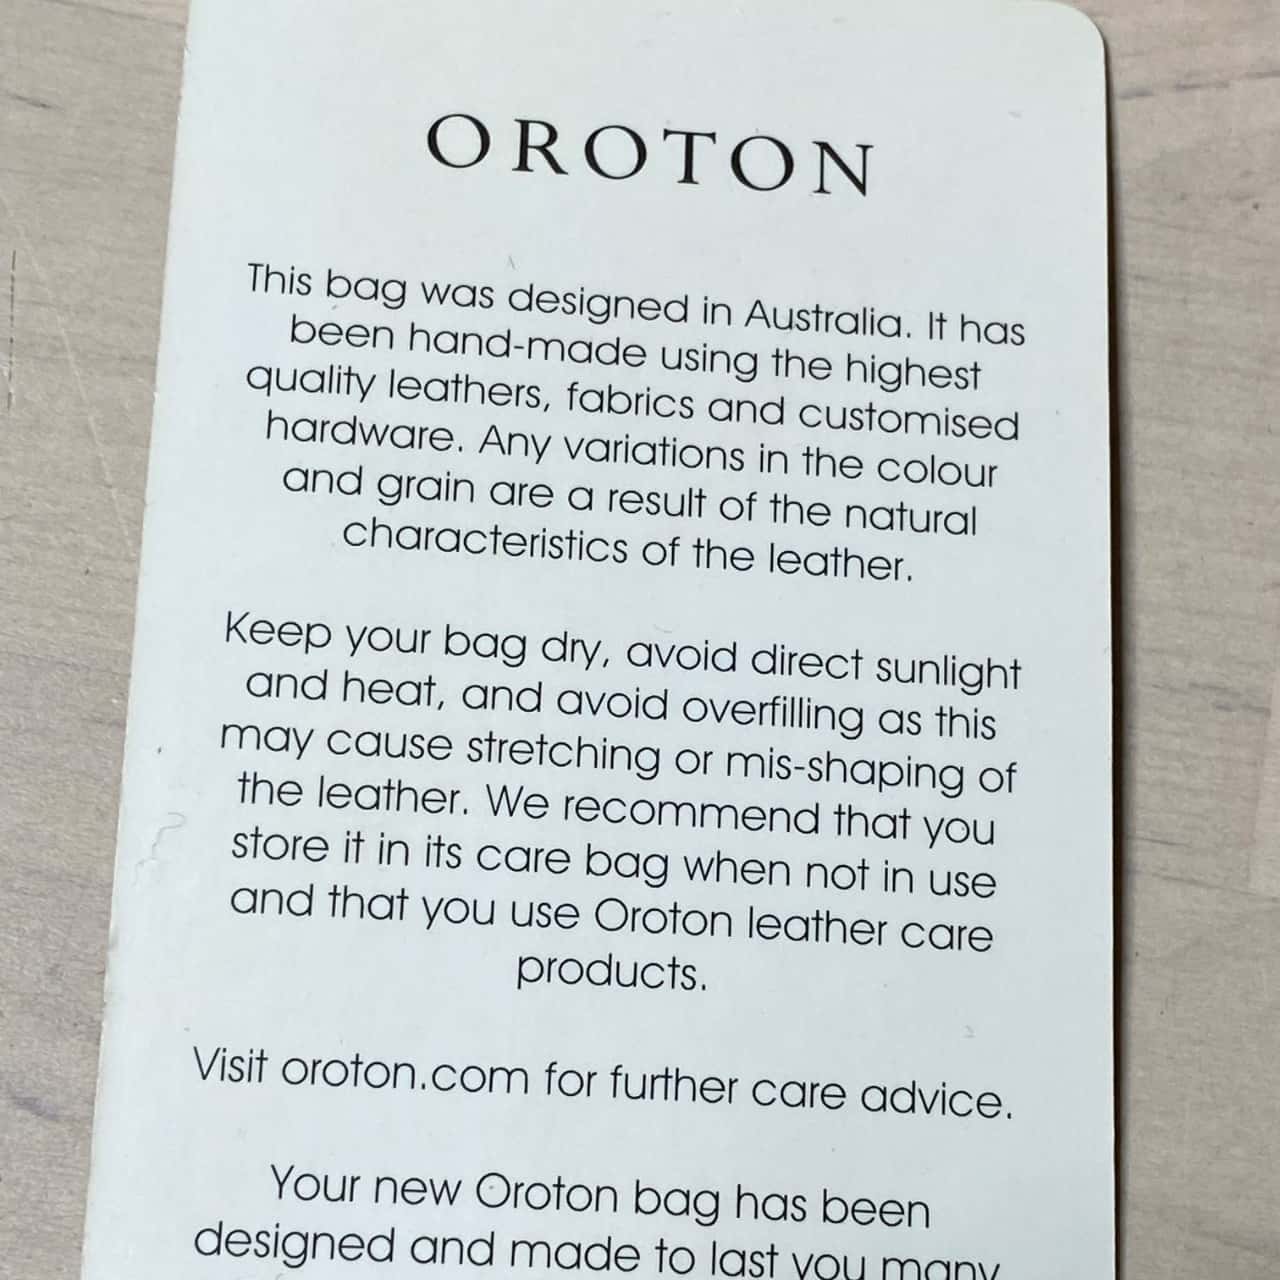 OROTON
This bag was designed in Australia. It has
been hand-made using the highest
quality leathers, fabrics and customised
hardware. Any variations in the colour
and grain are a result of the natural
characteristics of the leather.
Keep your bag dry, avoid direct sunlight
and heat, and avoid overfilling as this
may cause stretching or mis-shaping of
the leather. We recommend that you
store it in its care bag when not in use
and that you use Oroton leather care
products.
Visit oroton.com for further care advice.
Your new Oroton bag has been
designed and made to last you many